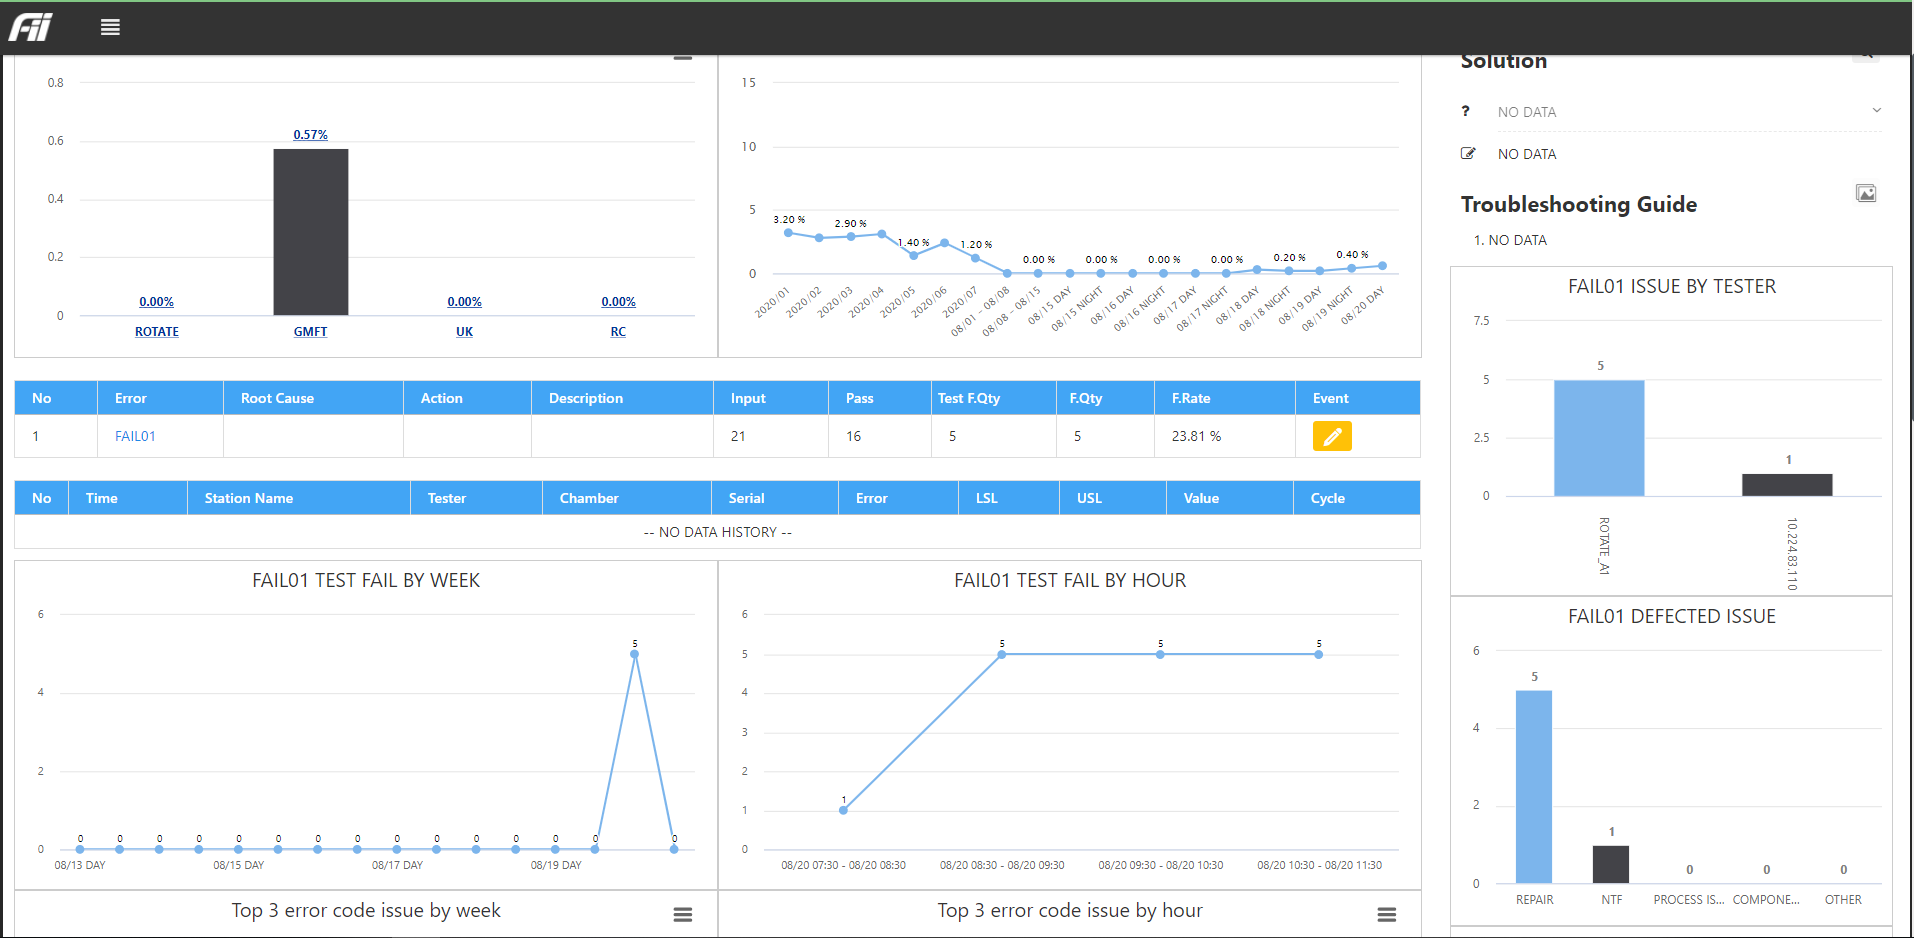 Fii
0.8
0.6
0.4
0.2
0
0.00%
0.57%
0.00%
0.00%
ROTATE
GMFT
UK
RC
15
10
5
0
3.20 %
2.90 %
1.40 %
1.20 %
0.00 %
0.00 %
0.00 %
0.00 %
0.20 %
0.40 %
2020/01
2020/02
2020/03
2020/04
2020/05
2020/06
2020/07
08/01 - 08/08
08/08 - 08/15
08/15 DAY
08/15 NIGHT
08/16 DAY
08/16 NIGHT
08/17 DAY
08/17 NIGHT
08/18 DAY
08/18 NIGHT
08/19 DAY
08/19 NIGHT
08/20 DAY
No Error Root Cause Action Description Input Pass Test F.Qty F.Qty F.Rate Event
1 FAIL01 21 16 5 5 23.81 %
No Time Station Name Tester Chamber Serial Error LSL USL Value Cycle
-- NO DATA HISTORY --
FAIL01 TEST FAIL BY WEEK
6
4
2
0
0 0 0 0 0 0 0 0 0 0 0 0 0 0 5 0
08/13 DAY 08/15 DAY 08/17 DAY 08/19 DAY
FAIL01 TEST FAIL BY HOUR
6
5
4
3
2
1
0
1 5 5 5
08/20 07:30 - 08/20 08:30
08/20 08:30 - 08/20 09:30
08/20 09:30 - 08/20 10:30
08/20 10:30 - 08/20 11:30
Top 3 error code issue by week
Top 3 error code issue by hour
Solution
? NO DATA
NO DATA
Troubleshooting Guide
1. NO DATA
FAIL01 ISSUE BY TESTER
7.5
5
2.5
0
5
1
ROTATE_A1
10.224.83.110
FAIL01 DEFECTED ISSUE
6
4
2
0
5
1
0
0
0
REPAIR
NTF
PROCESS IS...
COMPONE...
OTHER